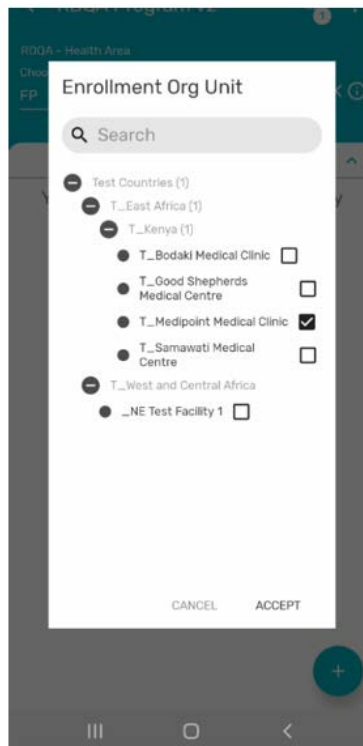 RDQA Program v2
1
RDQA - Health Area
FP
Enrollment Org Unit
Search
Test Countries (1)
T_East Africa (1)
T_Kenya (1)
T_Bodaki Medical Clinic
T_Good Shepherds
Medical Centre
T_Medipoint Medical Clinic
T_Samawati Medical
Centre
T_West and Central Africa
_NE Test Facility 1
CANCEL ACCEPT